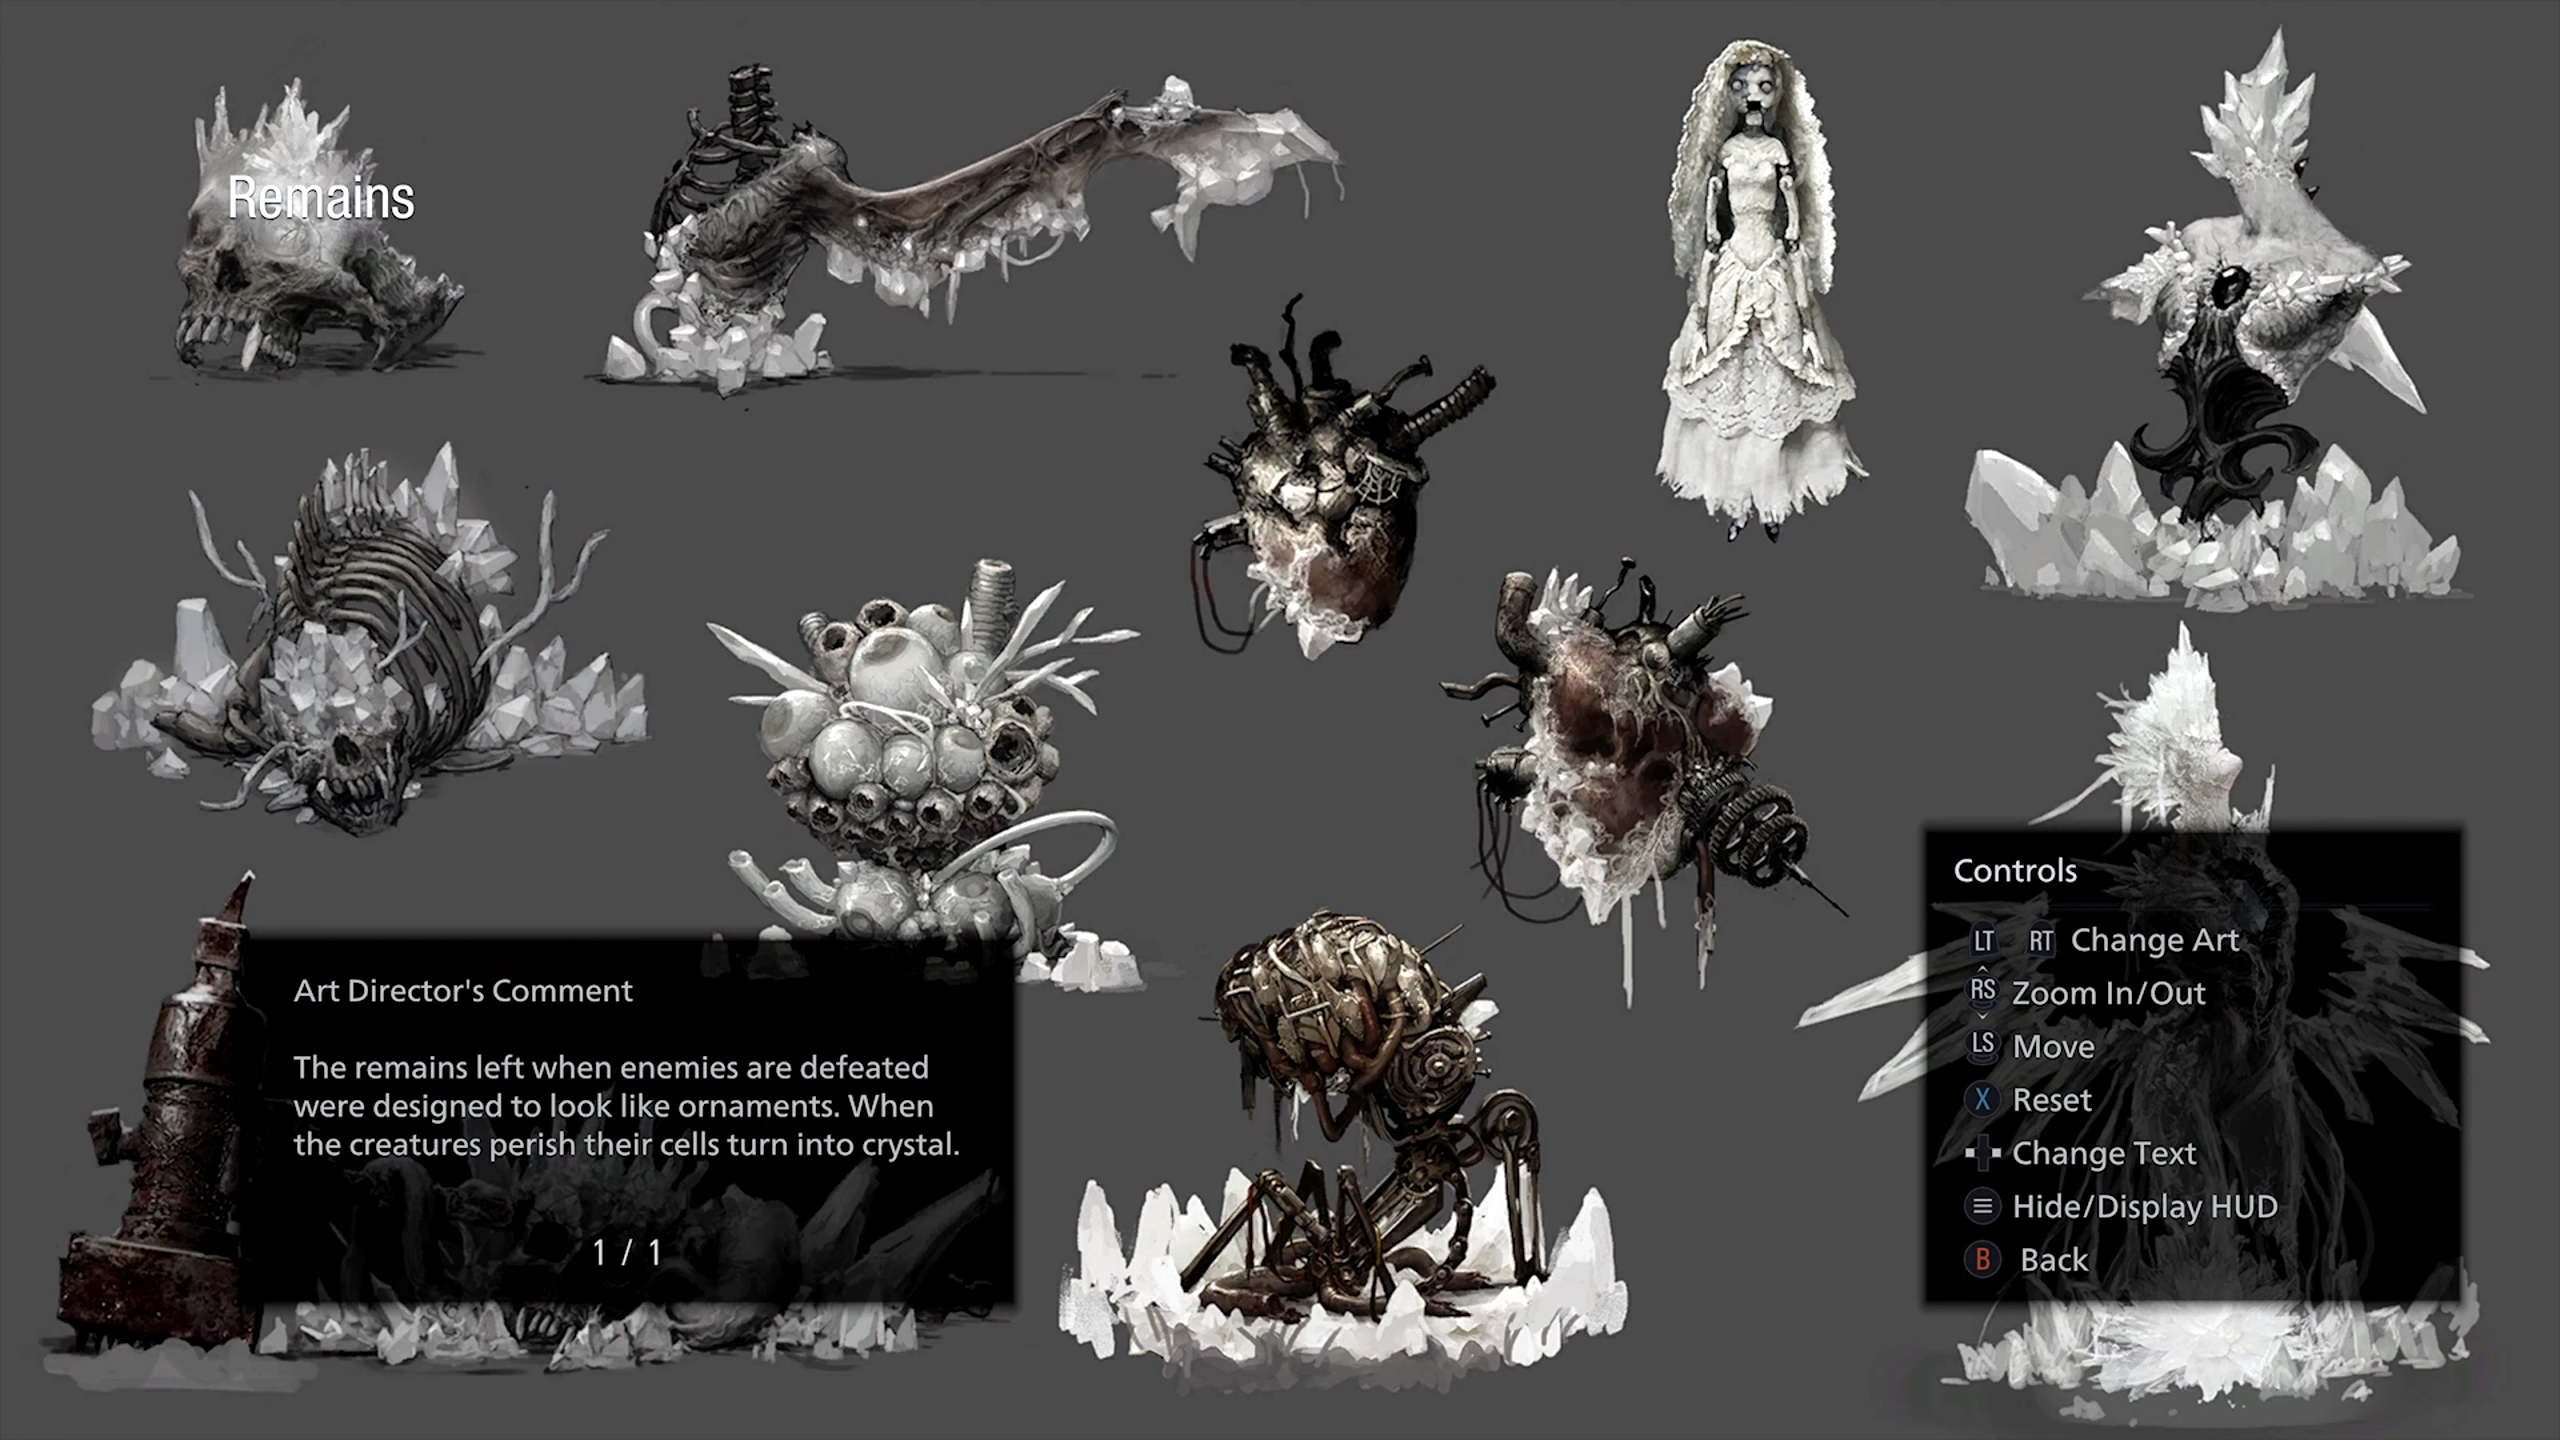 Remains
Art Director's Comment
The remains left when enemies are defeated
were designed to look like ornaments. When
the creatures perish their cells turn into crystal.
1 / 1
Controls
LT RT Change Art
RS Zoom In/Out
LS Move
X Reset
Change Text
Hide/Display HUD
B Back